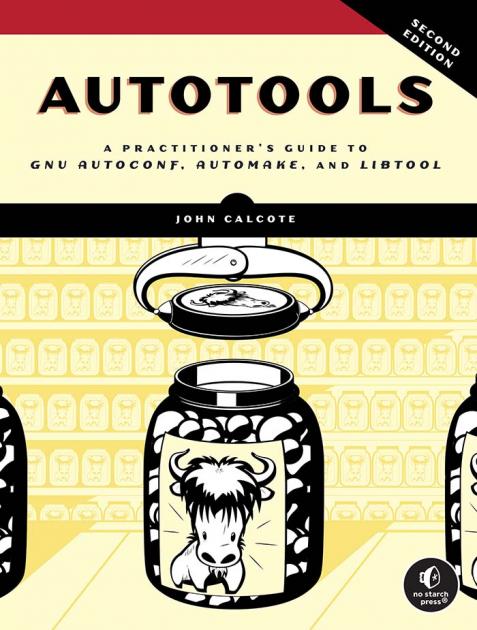 SECOND
EDITION
AUTOTOOLS
A PRACTITIONER'S GUIDE TO
GNU AUTOCONF, AUTOMAKE, AND LIBTOOL
JOHN CALCOTE
no starch
press®